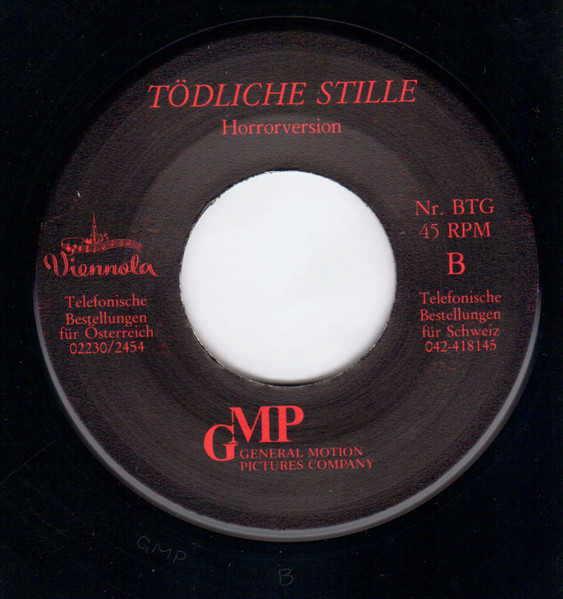 TÖDLICHE STILLE
Horrorversion
Nr. BTG
45 RPM
B
Viennola
Telefonische
Bestellungen
für Österreich
02230/2454
Telefonische
Bestellungen
für Schweiz
042-418145
GMP
GENERAL MOTION
PICTURES COMPANY
GMP
B